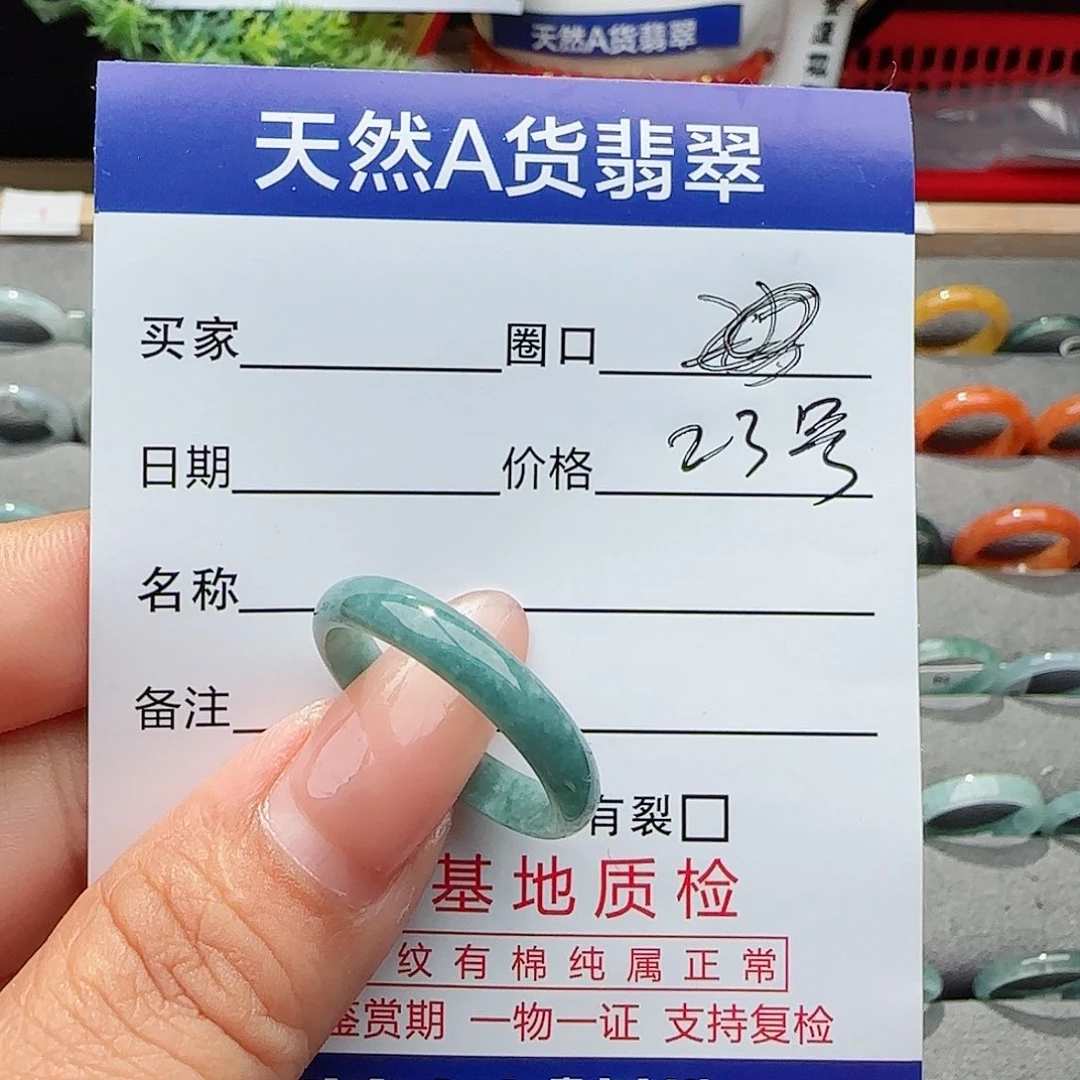 天然A货翡翠
天然A货翡翠
买家 圈口
日期 价格 23号
名称
备注
有裂
基地质检
纹有棉纯属正常
鉴赏期 一物一证 支持复检